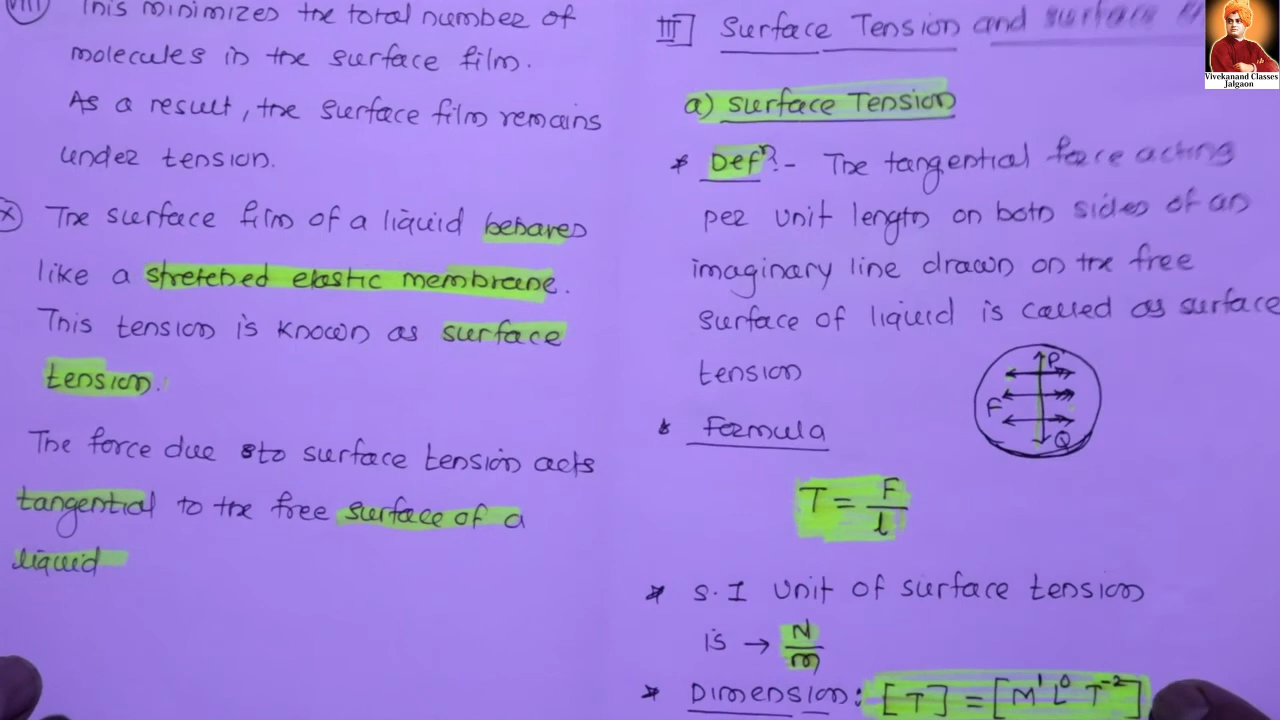 VIII) This minimizes the total number of
molecules in the surface film.
As a result, the surface film remains
under tension.
x) The surface film of a liquid behaves
like a stretched elastic membrane.
This tension is known as surface
tension.
The force due to surface tension acts
tangential to the free surface of a
liquid
III] Surface Tension and surface
a) Surface Tension
* Defⁿ:- The tangential force acting
per unit length on both sides of an
imaginary line drawn on the free
surface of liquid is called as surface
tension
P
F
Q
* Formula
T = F/l
* S.I unit of surface tension
is → N/m
* Dimension: [T] = [M¹ L⁰ T⁻²]
Vivekanand Classes
Jalgaon